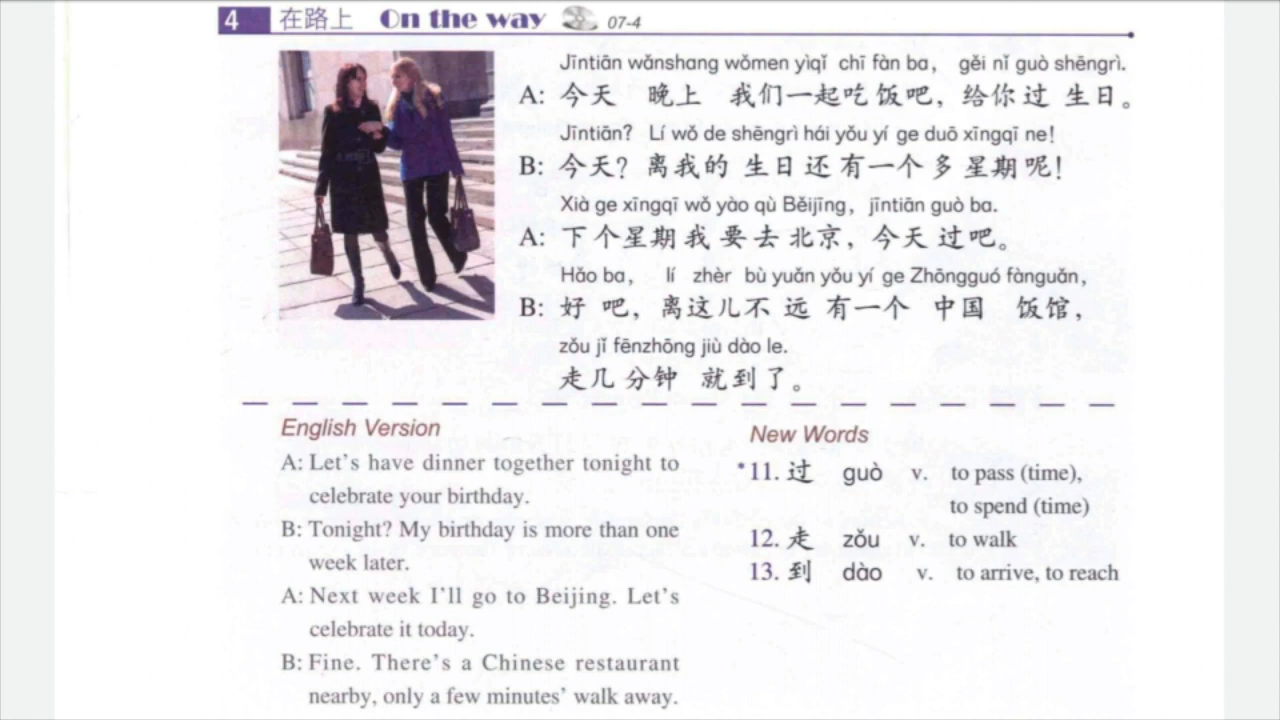 4 在路上 On the way 07-4
Jīntiān wǎnshang wǒmen yìqǐ chī fàn ba, gěi nǐ guò shēngrì.
A: 今天 晚上 我们一起吃饭吧，给你过 生日。
Jīntiān? Lí wǒ de shēngrì hái yǒu yí ge duō xīngqī ne!
B: 今天？离我的 生日还有一个多 星期呢！
Xià ge xīngqī wǒ yào qù Běijīng, jīntiān guò ba.
A: 下个星期我要去北京，今天过吧。
Hǎo ba, lí zhèr bù yuǎn yǒu yí ge Zhōngguó fànguǎn,
B: 好吧，离这儿不远有一个 中国 饭馆，
zǒu jǐ fēnzhōng jiù dào le.
走几分钟 就到了。
English Version
A: Let's have dinner together tonight to
celebrate your birthday.
B: Tonight? My birthday is more than one
week later.
A: Next week I'll go to Beijing. Let's
celebrate it today.
B: Fine. There's a Chinese restaurant
nearby, only a few minutes' walk away.
New Words
*11. 过 guò v. to pass (time),
to spend (time)
12. 走 zǒu v. to walk
13. 到 dào v. to arrive, to reach